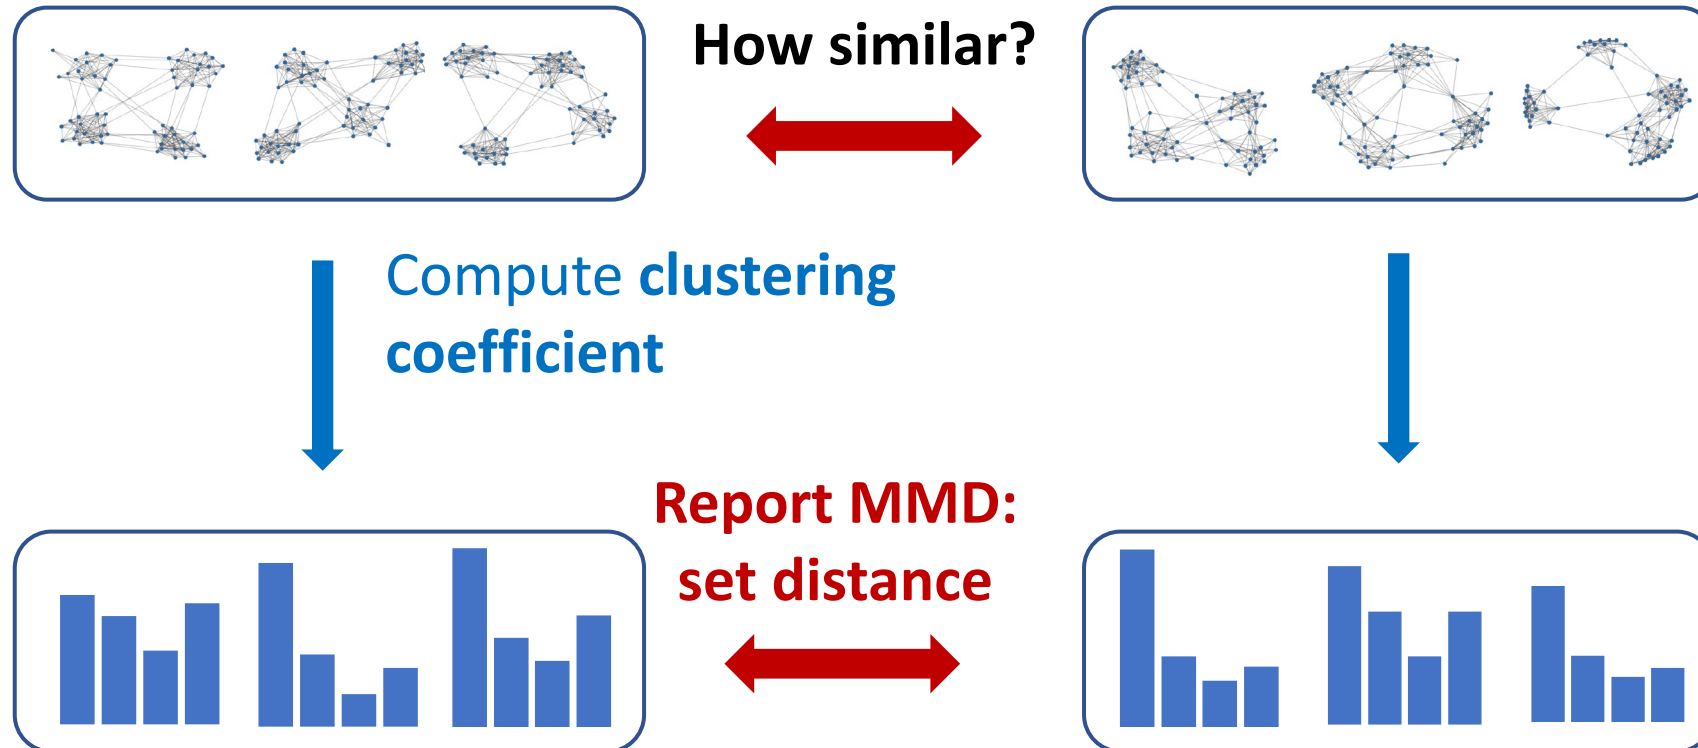 How similar?
Compute clustering
coefficient
Report MMD:
set distance